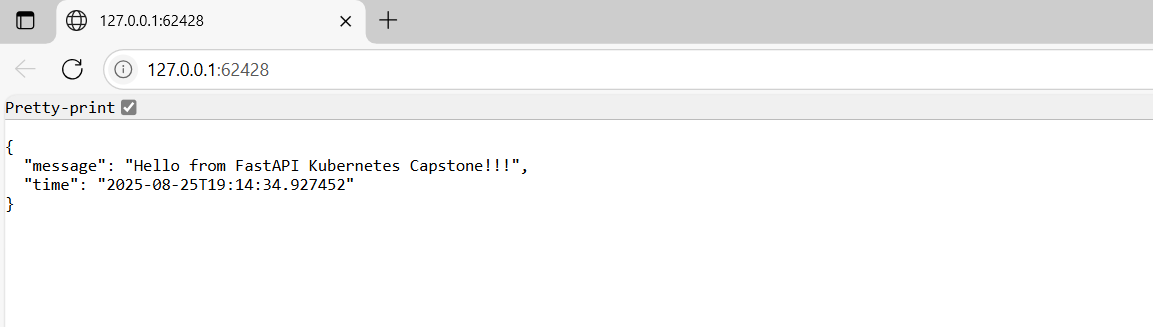 127.0.0.1:62428
127.0.0.1:62428
Pretty-print
{
  "message": "Hello from FastAPI Kubernetes Capstone!!!",
  "time": "2025-08-25T19:14:34.927452"
}